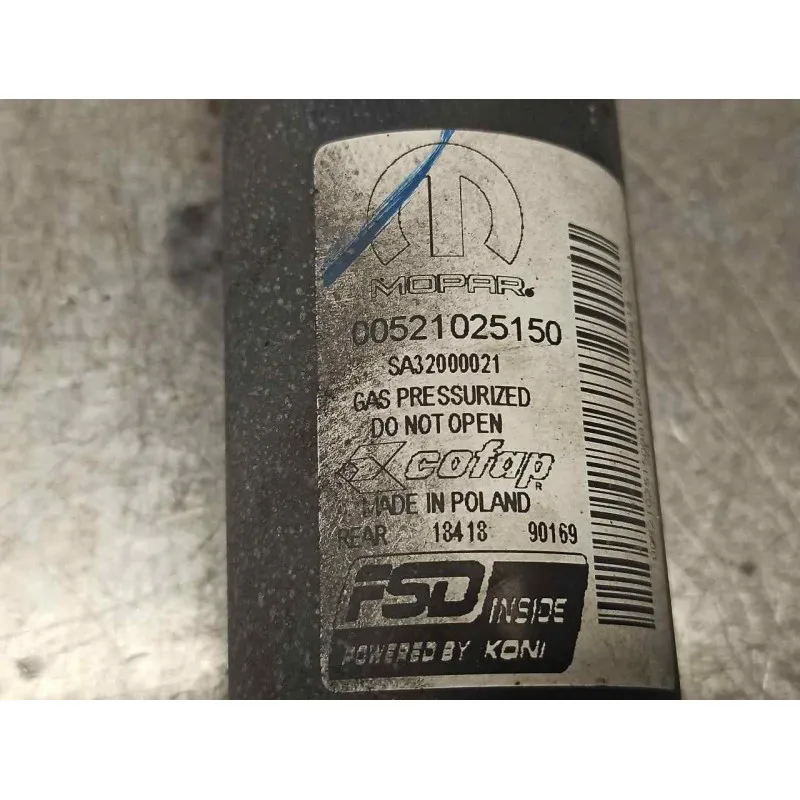 MOPAR.
00521025150
SA32000021
GAS PRESSURIZED
DO NOT OPEN
cofap R
MADE IN POLAND
REAR 18418 90169
FSD INSIDE
POWERED BY KONI